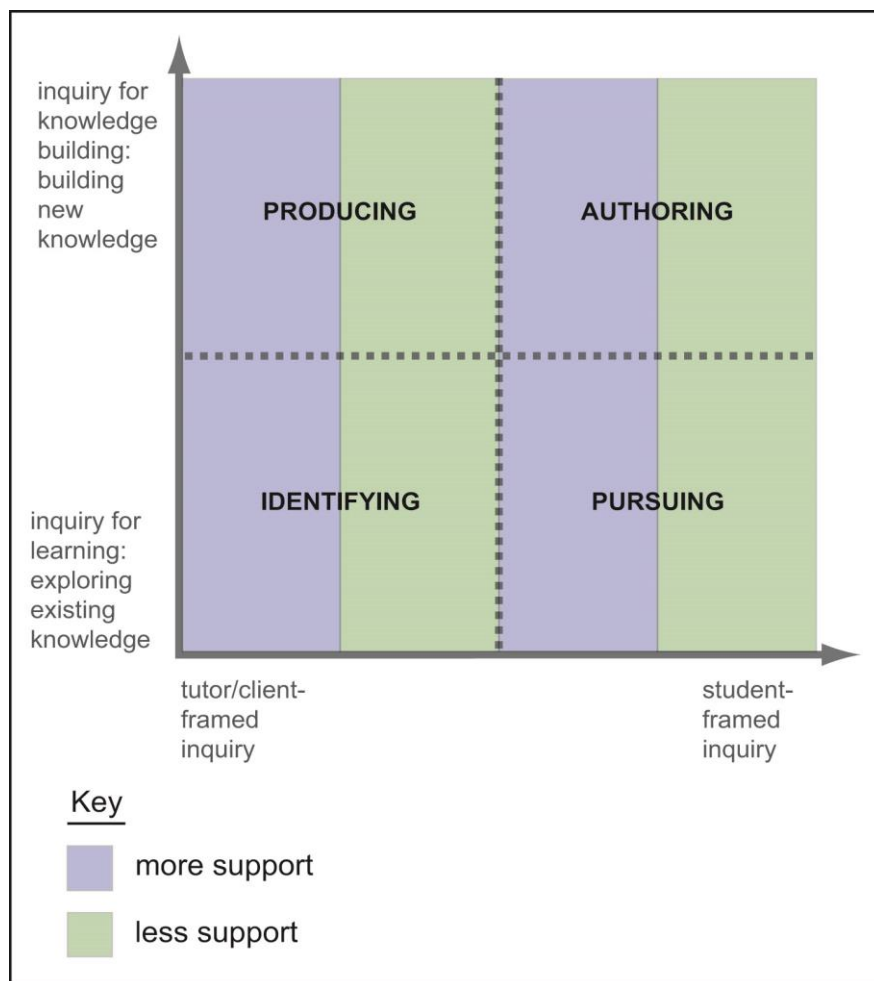 inquiry for
knowledge
building:
building
new
knowledge
PRODUCING
AUTHORING
IDENTIFYING
PURSUING
inquiry for
learning:
exploring
existing
knowledge
tutor/client-
framed
inquiry
student-
framed
inquiry
Key
more support
less support